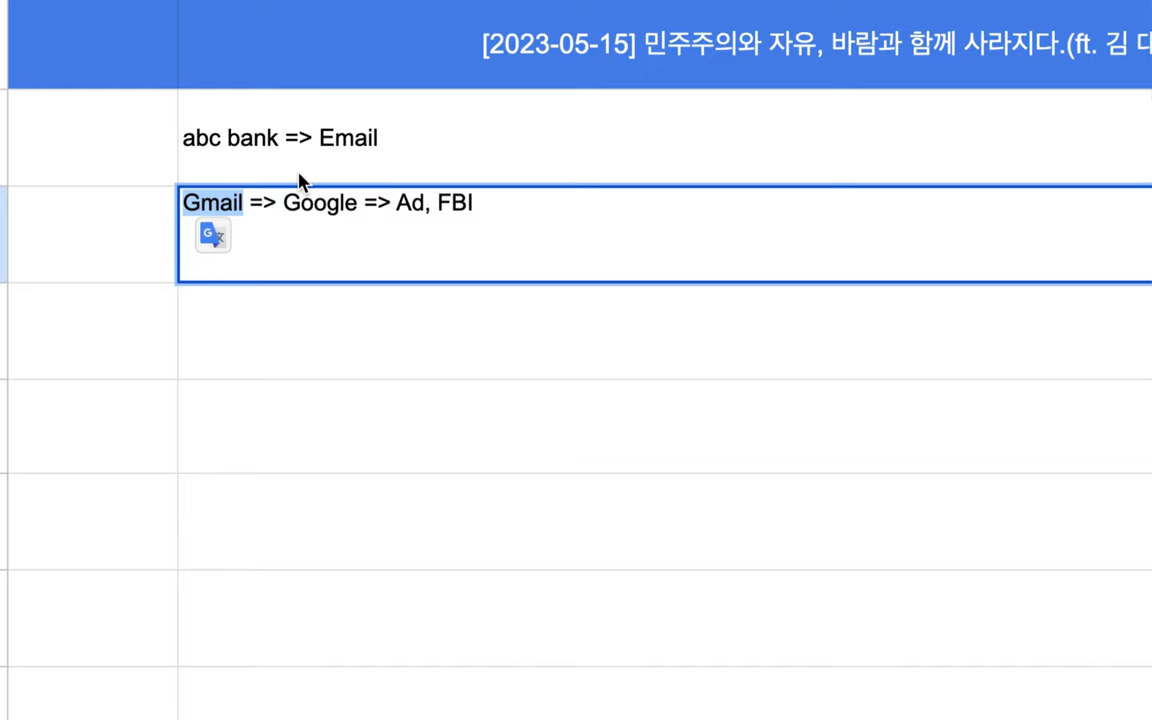 [2023-05-15] 민주주의와 자유, 바람과 함께 사라지다.(ft. 김
abc bank => Email
Gmail => Google => Ad, FBI